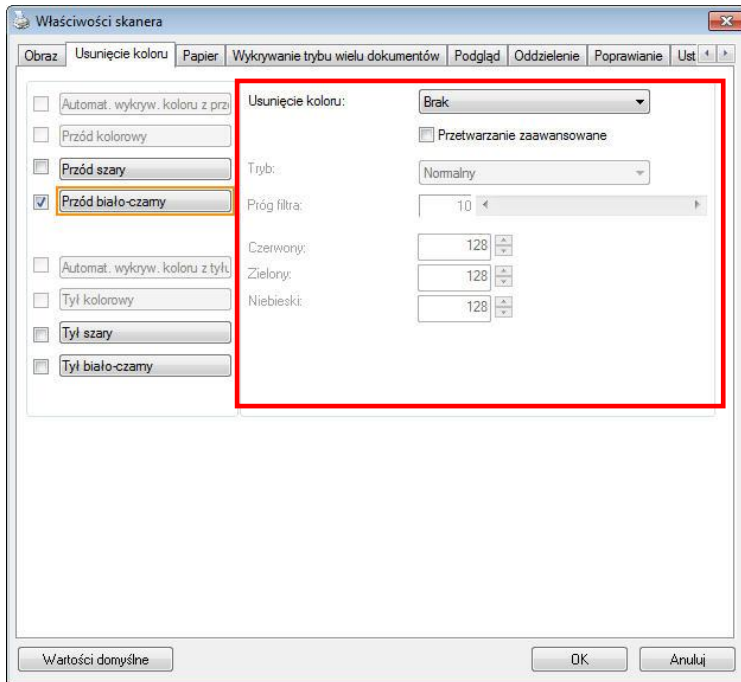 Właściwości skanera
Obraz Usunięcie koloru Papier Wykrywanie trybu wielu dokumentów Podgląd Oddzielenie Poprawianie Ust
Automat. wykryw. koloru z prz
Przód kolorowy
Przód szary
Przód biało-czarny
Automat. wykryw. koloru z tyłu
Tył kolorowy
Tył szary
Tył biało-czarny
Usunięcie koloru: Brak
Przetwarzanie zaawansowane
Tryb: Normalny
Próg filtra: 10
Czerwony: 128
Zielony: 128
Niebieski: 128
Wartości domyślne OK Anuluj